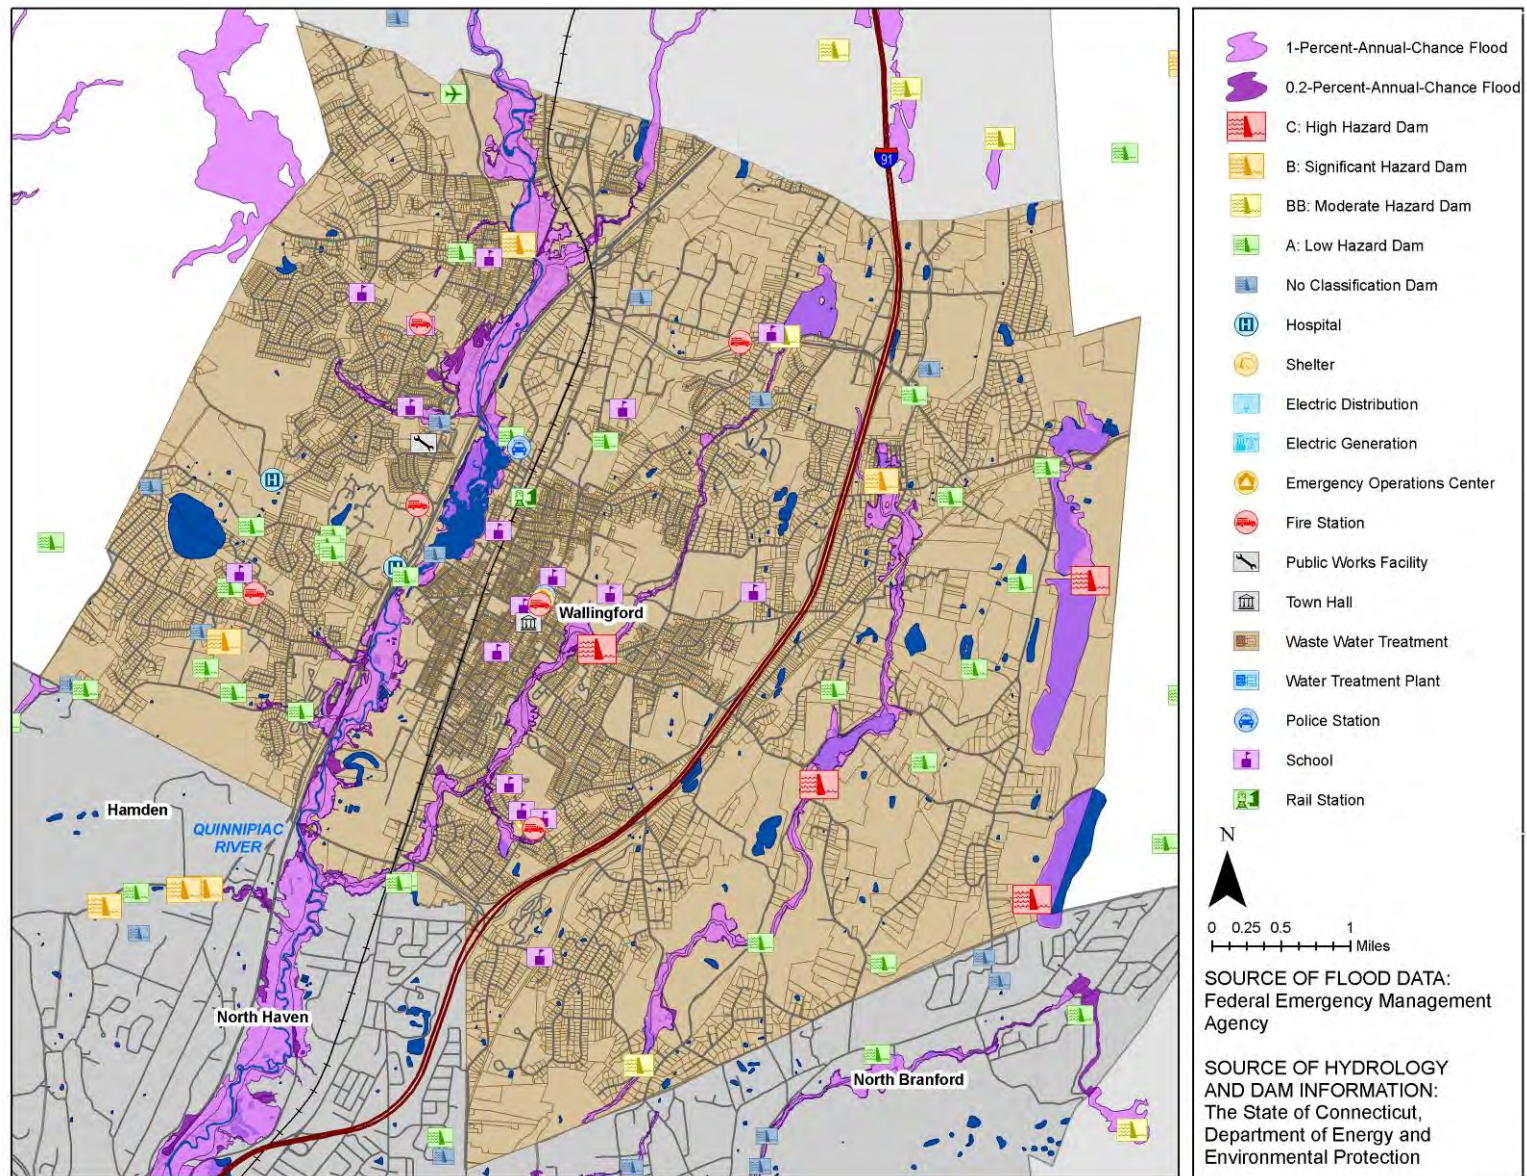 91
Wallingford
Hamden
QUINNIPIAC
RIVER
North Haven
North Branford
1-Percent-Annual-Chance Flood
0.2-Percent-Annual-Chance Flood
C: High Hazard Dam
B: Significant Hazard Dam
BB: Moderate Hazard Dam
A: Low Hazard Dam
No Classification Dam
Hospital
Shelter
Electric Distribution
Electric Generation
Emergency Operations Center
Fire Station
Public Works Facility
Town Hall
Waste Water Treatment
Water Treatment Plant
Police Station
School
Rail Station
N
0 0.25 0.5 1
Miles
SOURCE OF FLOOD DATA:
Federal Emergency Management
Agency
SOURCE OF HYDROLOGY
AND DAM INFORMATION:
The State of Connecticut,
Department of Energy and
Environmental Protection